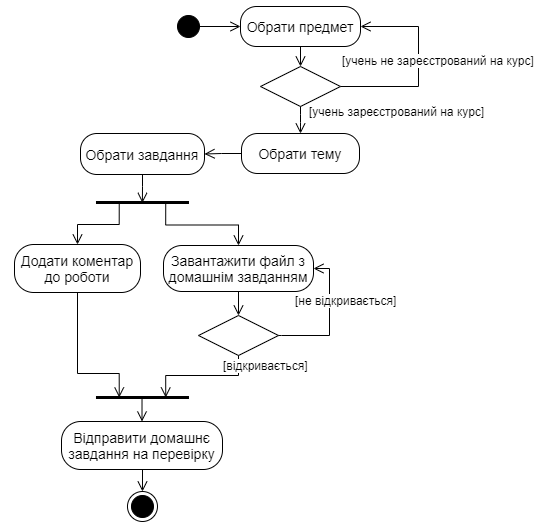 Обрати предмет
[учень не зареєстрований на курс]
[учень зареєстрований на курс]
Обрати завдання
Обрати тему
Додати коментар
до роботи
Завантажити файл з
домашнім завданням
[не відкривається]
[відкривається]
Відправити домашнє
завдання на перевірку